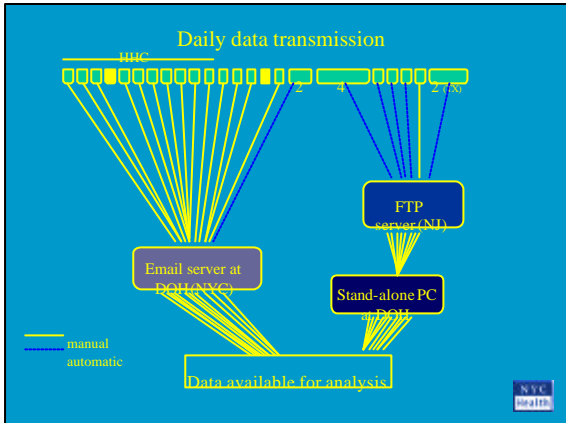 Daily data transmission
HHC
2
4
2 (fx)
FTP
server (NJ)
Email server at
DOH(NYC)
Stand-alone PC
at DOH
manual
automatic
Data available for analysis
NYC
Health